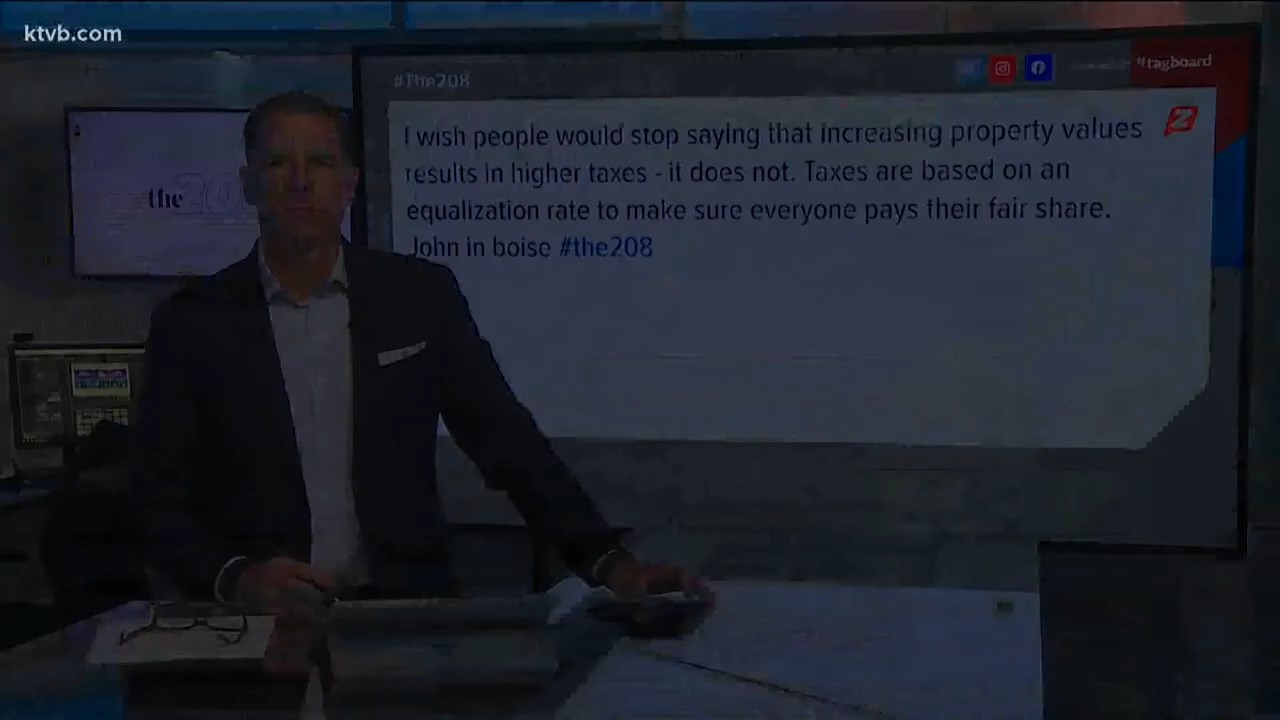 ktvb.com
#The208
#tagboard
I wish people would stop saying that increasing property values
results in higher taxes - it does not. Taxes are based on an
equalization rate to make sure everyone pays their fair share.
John in boise #the208
the 20